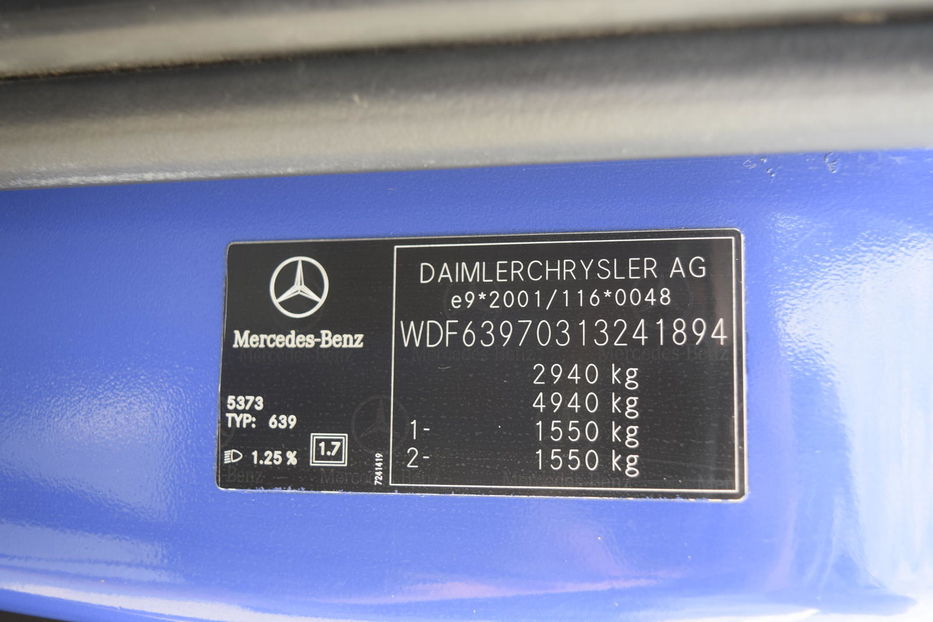 Mercedes-Benz
5373
TYP: 639
1.25 %
1.7
7241419
DAIMLERCHRYSLER AG
e9*2001/116*0048
WDF63970313241894
2940 kg
4940 kg
1- 1550 kg
2- 1550 kg